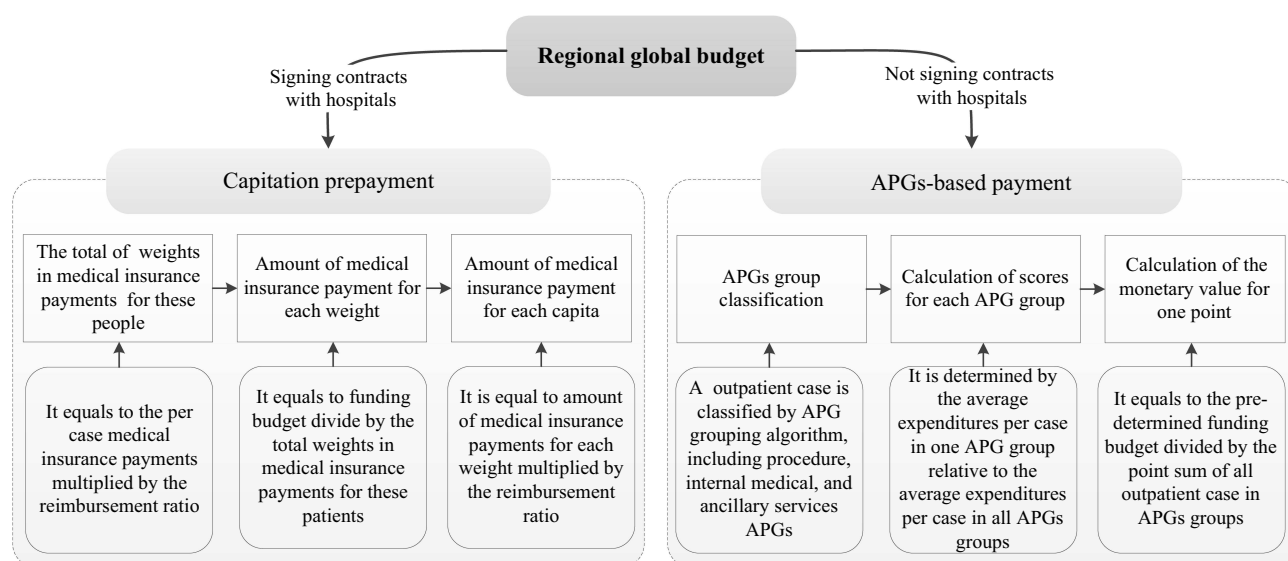 Regional global budget
Signing contracts
with hospitals
Not signing contracts
with hospitals
Capitation prepayment
The total of weights
in medical insurance
payments for these
people
Amount of medical
insurance payment for
each weight
Amount of medical
insurance payment
for each capita
It equals to the per
case medical
insurance payments
multiplied by the
reimbursement ratio
It equals to funding
budget divide by the
total weights in
medical insurance
payments for these
patients
It is equal to amount
of medical insurance
payments for each
weight multiplied by
the reimbursement
ratio
APGs-based payment
APGs group
classification
Calculation of scores
for each APG group
Calculation of the
monetary value for
one point
A outpatient case is
classified by APG
grouping algorithm,
including procedure,
internal medical, and
ancillary services
APGs
It is determined by
the average
expenditures per case
in one APG group
relative to the
average expenditures
per case in all APGs
groups
It equals to the pre-
determined funding
budget divided by the
point sum of all
outpatient case in
APGs groups